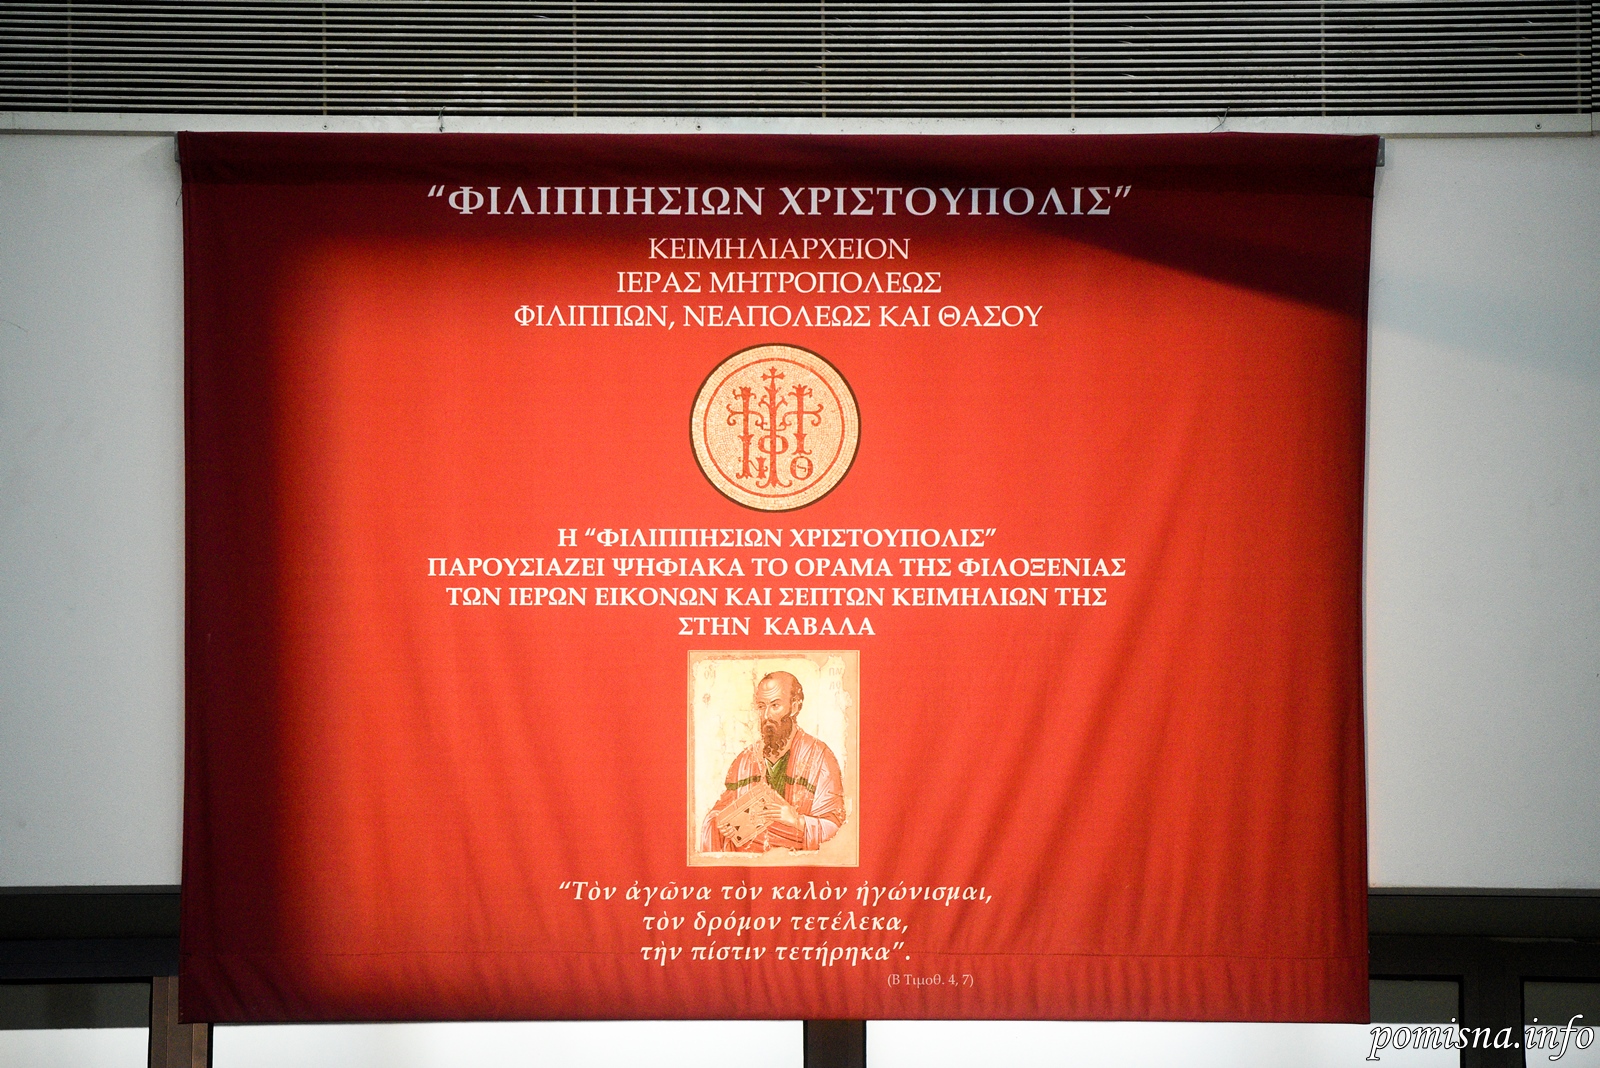 “ΦΙΛΙΠΠΗΣΙΩΝ ΧΡΙΣΤΟΥΠΟΛΙΣ”
ΚΕΙΜΗΛΙΑΡΧΕΙΟΝ
ΙΕΡΑΣ ΜΗΤΡΟΠΟΛΕΩΣ
ΦΙΛΙΠΠΩΝ, ΝΕΑΠΟΛΕΩΣ ΚΑΙ ΘΑΣΟΥ
Η “ΦΙΛΙΠΠΗΣΙΩΝ ΧΡΙΣΤΟΥΠΟΛΙΣ”
ΠΑΡΟΥΣΙΑΖΕΙ ΨΗΦΙΑΚΑ ΤΟ ΟΡΑΜΑ ΤΗΣ ΦΙΛΟΞΕΝΙΑΣ
ΤΩΝ ΙΕΡΩΝ ΕΙΚΟΝΩΝ ΚΑΙ ΣΕΠΤΩΝ ΚΕΙΜΗΛΙΩΝ ΤΗΣ
ΣΤΗΝ ΚΑΒΑΛΑ
“Τὸν ἀγῶνα τὸν καλὸν ἠγώνισμαι,
τὸν δρόμον τετέλεκα,
τὴν πίστιν τετήρηκα”.
(Β Τιμοθ. 4, 7)
pomisna.info